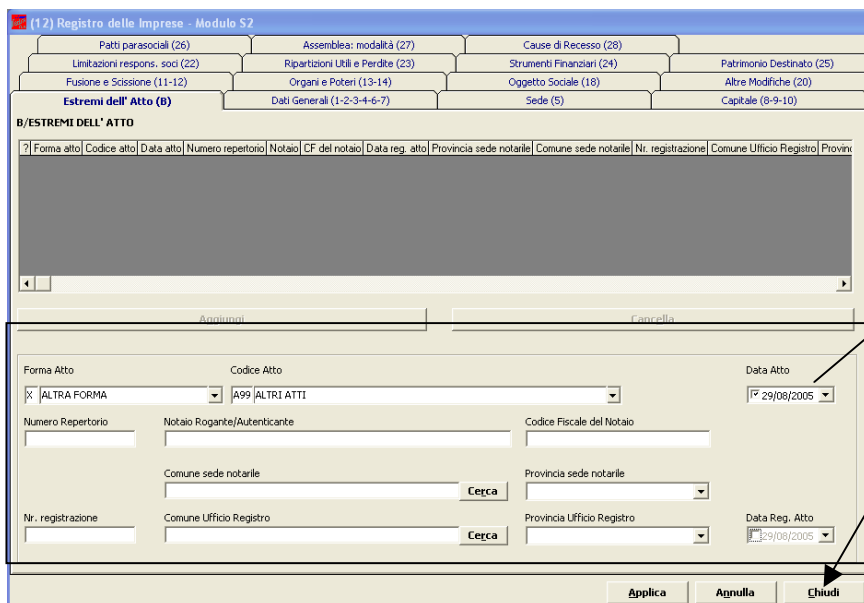 (12) Registro delle Imprese - Modulo S2
Patti parasociali (26) Assemblea: modalità (27) Cause di Recesso (28)
Limitazioni respons. soci (22) Ripartizioni Utili e Perdite (23) Strumenti Finanziari (24) Patrimonio Destinato (25)
Fusione e Scissione (11-12) Organi e Poteri (13-14) Oggetto Sociale (18) Altre Modifiche (20)
Estremi dell' Atto (B) Dati Generali (1-2-3-4-6-7) Sede (5) Capitale (8-9-10)
B/ESTREMI DELL' ATTO
? Forma atto Codice atto Data atto Numero repertorio Notaio CF del notaio Data reg. atto Provincia sede notarile Comune sede notarile Nr. registrazione Comune Ufficio Registro Provinc
Aggiungi Cancella
Forma Atto Codice Atto Data Atto
X ALTRA FORMA A99 ALTRI ATTI 29/08/2005
Numero Repertorio Notaio Rogante/Autenticante Codice Fiscale del Notaio
Comune sede notarile Provincia sede notarile
Cerca
Nr. registrazione Comune Ufficio Registro Provincia Ufficio Registro Data Reg. Atto
Cerca 29/08/2005
Applica Annulla Chiudi